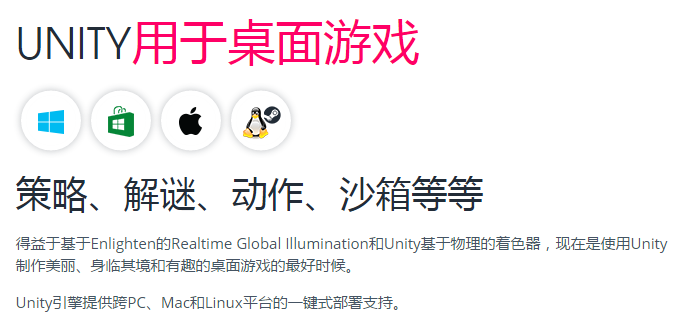 UNITY用于桌面游戏
策略、解谜、动作、沙箱等等
得益于基于Enlighten的Realtime Global Illumination和Unity基于物理的着色器，现在是使用Unity
制作美丽、身临其境和有趣的桌面游戏的最好时候。
Unity引擎提供跨PC、Mac和Linux平台的一键式部署支持。